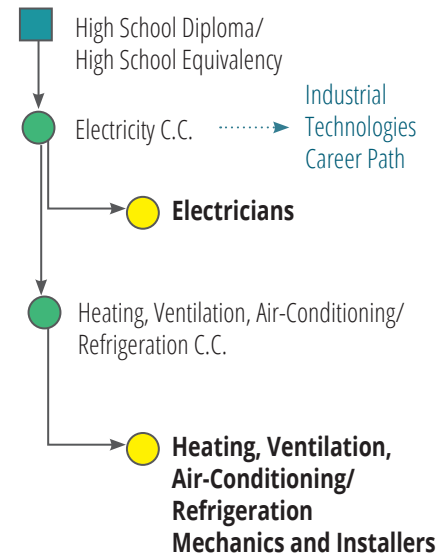 High School Diploma/
High School Equivalency
Electricity C.C.
Industrial
Technologies
Career Path
Electricians
Heating, Ventilation, Air-Conditioning/
Refrigeration C.C.
Heating, Ventilation,
Air-Conditioning/
Refrigeration
Mechanics and Installers